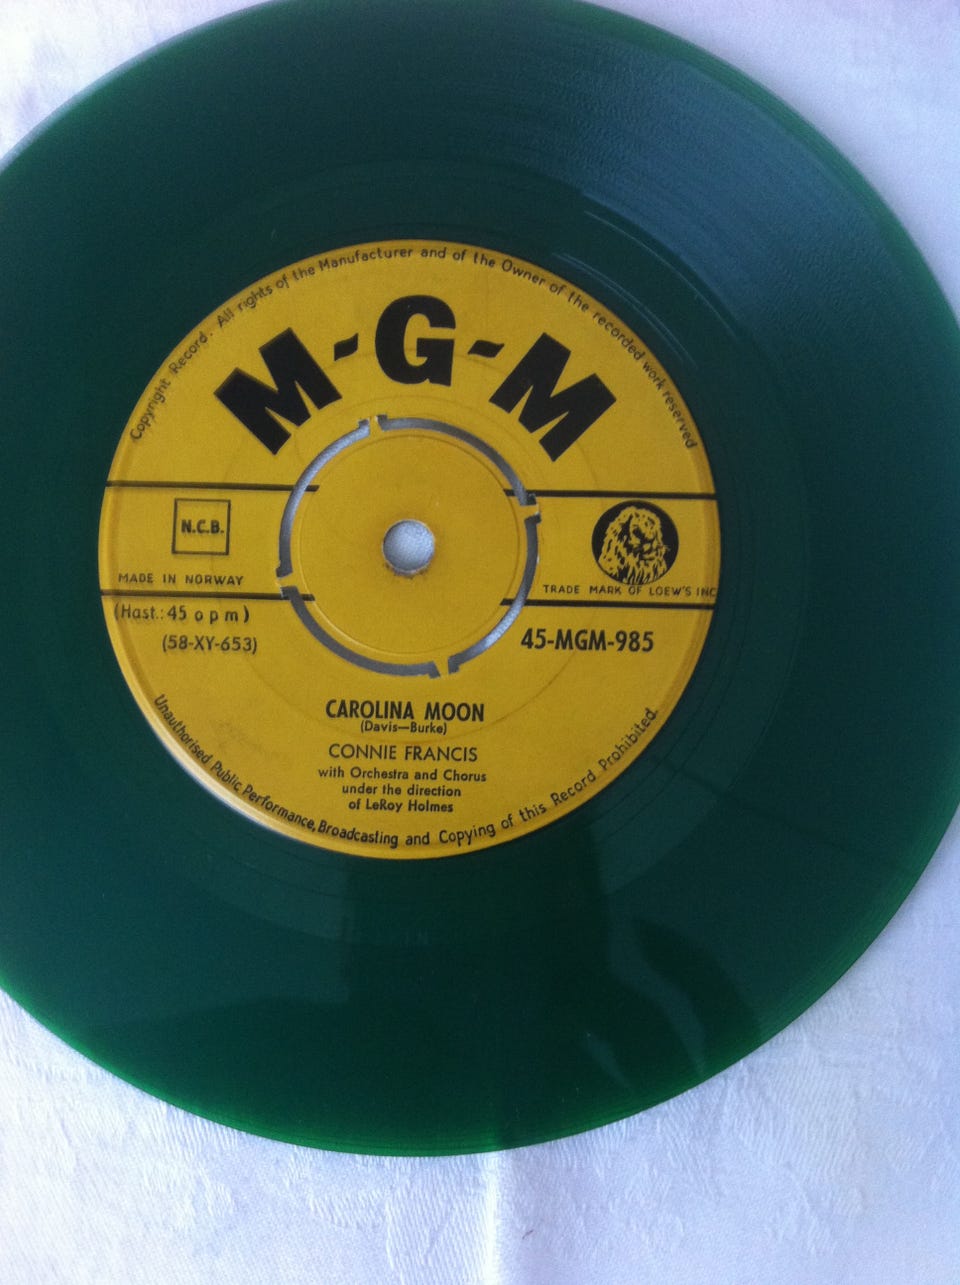 Copyright Record. All rights of the Manufacturer and of the Owner of the recorded work reserved
M-G-M
N.C.B.
MADE IN NORWAY
TRADE MARK OF LOEW'S INC
(Hast.: 45 o p m)
(58-XY-653)
45-MGM-985
CAROLINA MOON
(Davis—Burke)
CONNIE FRANCIS
with Orchestra and Chorus
under the direction
of LeRoy Holmes
Unauthorised Public Performance, Broadcasting and Copying of this Record Prohibited.